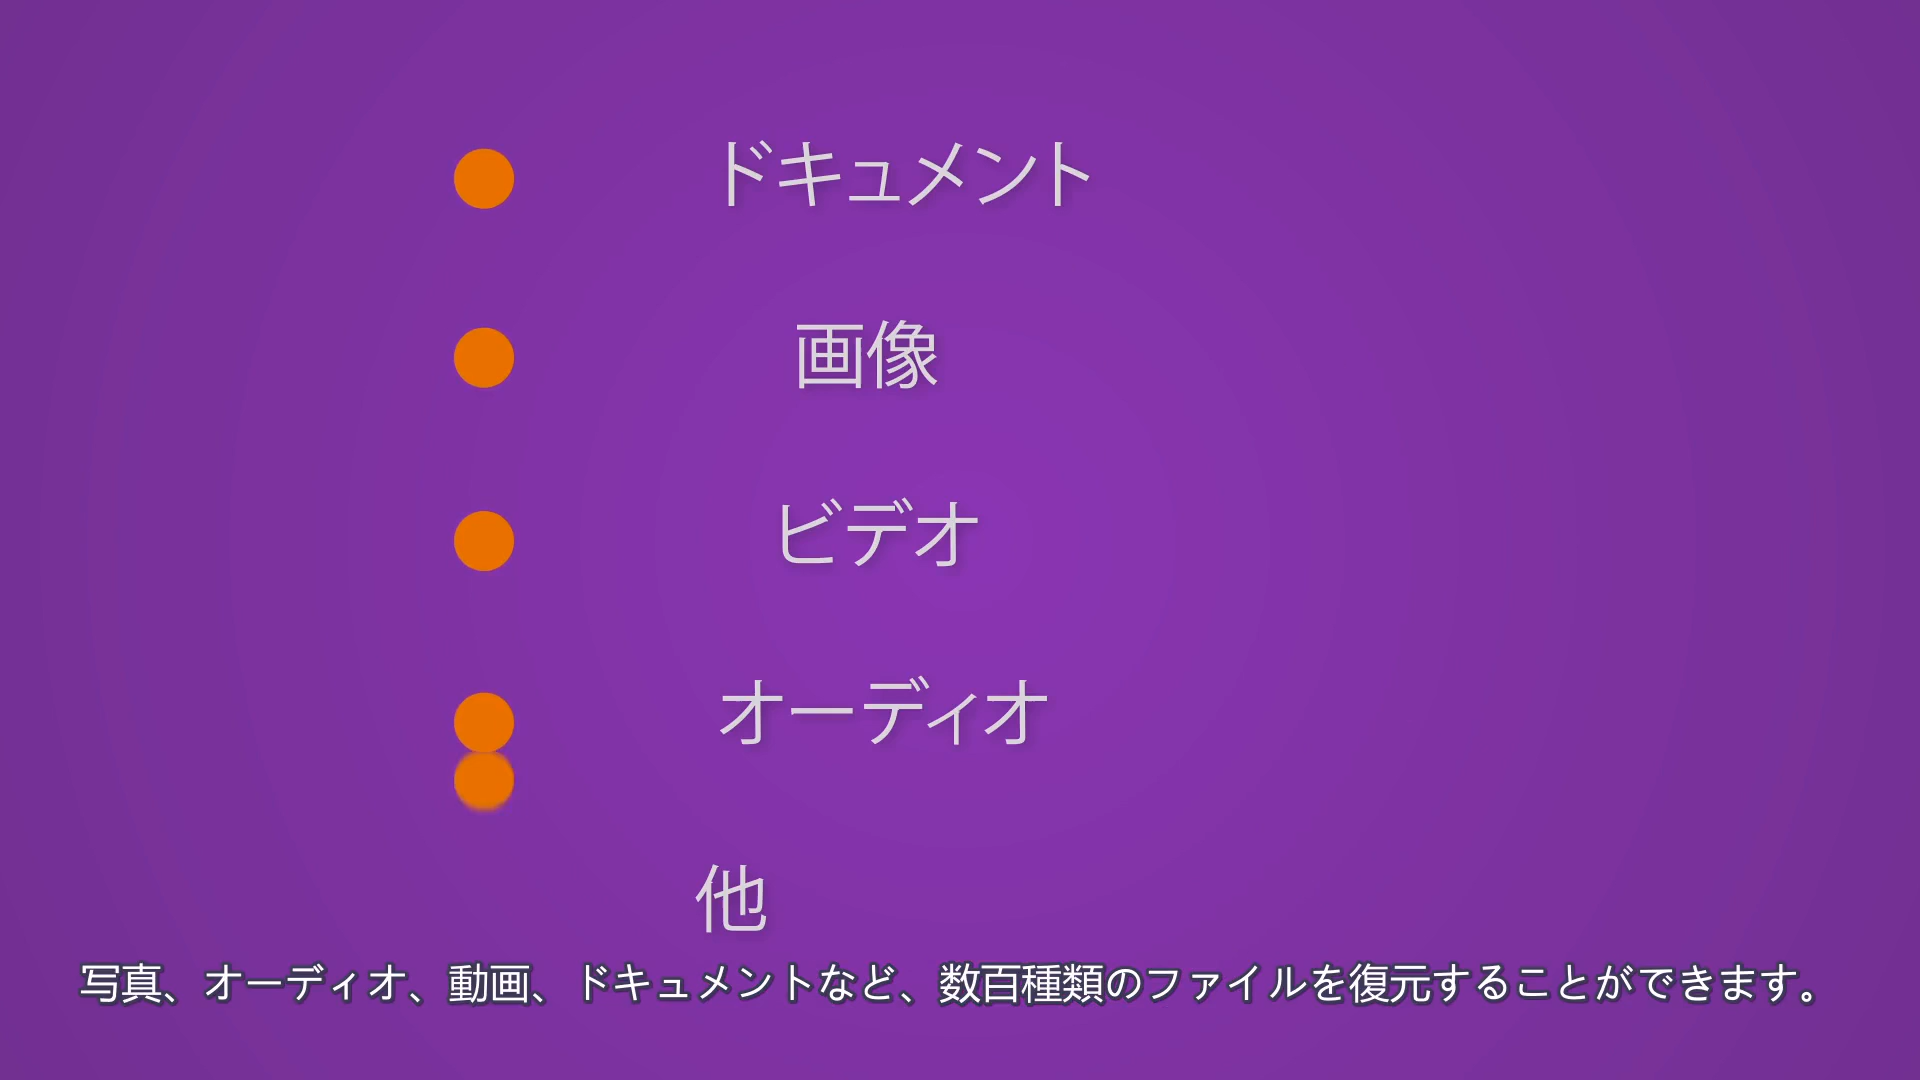 ドキュメント
画像
ビデオ
オーディオ
他
写真、オーディオ、動画、ドキュメントなど、数百種類のファイルを復元することができます。